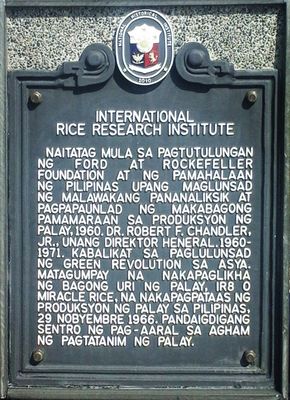 NATIONAL HISTORICAL INSTITUTE
2010
INTERNATIONAL
RICE RESEARCH INSTITUTE
NAITATAG MULA SA PAGTUTULUNGAN
NG FORD AT ROCKEFELLER
FOUNDATION AT NG PAMAHALAAN
NG PILIPINAS UPANG MAGLUNSAD
NG MALAWAKANG PANANALIKSIK AT
PAGPAPAUNLAD NG MAKABAGONG
PAMAMARAAN SA PRODUKSYON NG
PALAY, 1960. DR. ROBERT F. CHANDLER,
JR., UNANG DIREKTOR HENERAL, 1960-
1971. KABALIKAT SA PAGLULUNSAD
NG GREEN REVOLUTION SA ASYA.
MATAGUMPAY NA NAKAPAGLIKHA
NG BAGONG URI NG PALAY, IR8 O
MIRACLE RICE, NA NAKAPAGPATAAS NG
PRODUKSYON NG PALAY SA PILIPINAS,
29 NOBYEMBRE 1966. PANDAIGDIGANG
SENTRO NG PAG-AARAL SA AGHAM
NG PAGTATANIM NG PALAY.